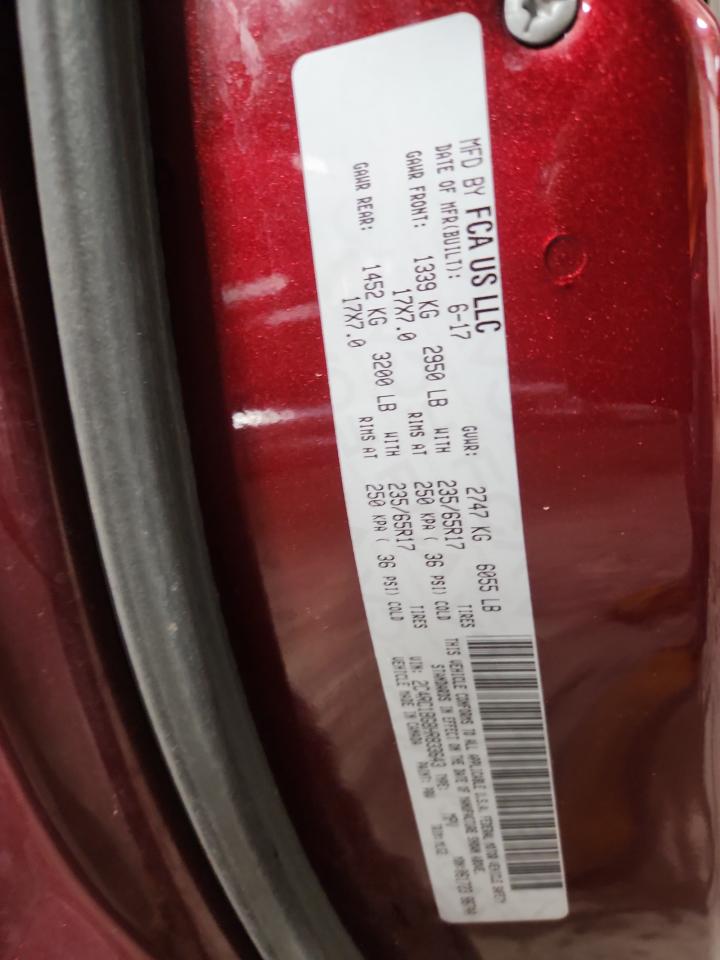 MFD BY FCA US LLC
DATE OF MFR(BUILT): 6-17 GVWR: 2747 KG 6055 LB
GAWR FRONT: 1339 KG 2950 LB WITH 235/65R17 TIRES
17X7.0 RIMS AT 250 KPA ( 36 PSI) COLD
GAWR REAR: 1452 KG 3200 LB WITH 235/65R17 TIRES
17X7.0 RIMS AT 250 KPA ( 36 PSI) COLD
THIS VEHICLE CONFORMS TO ALL APPLICABLE U.S.A. FEDERAL MOTOR VEHICLE SAFETY
STANDARDS IN EFFECT ON THE DATE OF MANUFACTURE SHOWN ABOVE.
VIN: TYPE: MPV
VEHICLE MADE IN CANADA PAINT: